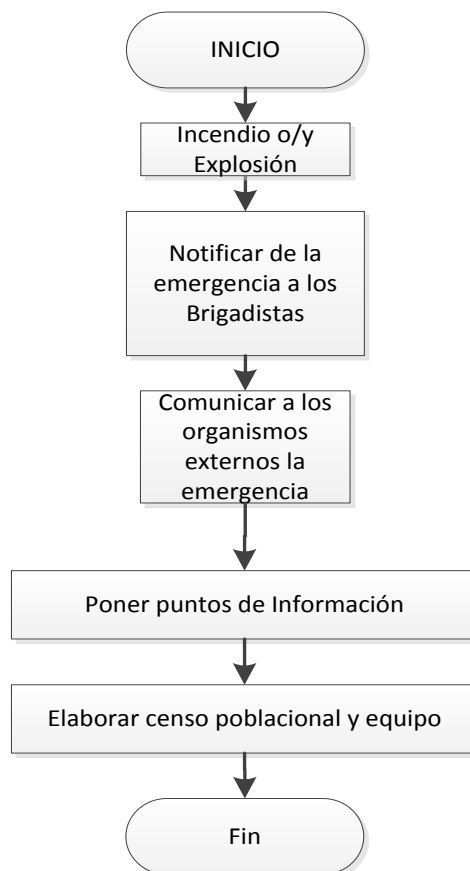 INICIO
Incendio o/y
Explosión
Notificar de la
emergencia a los
Brigadistas
Comunicar a los
organismos
externos la
emergencia
Poner puntos de Información
Elaborar censo poblacional y equipo
Fin